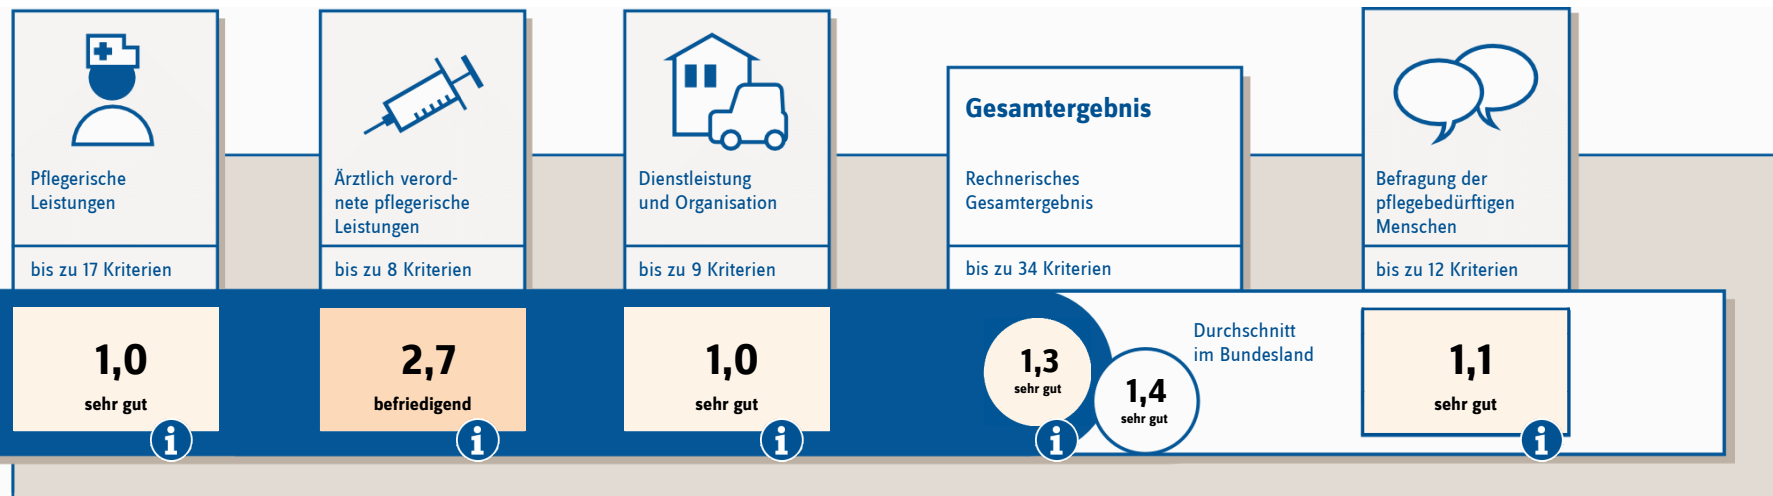 Pflegerische
Leistungen
bis zu 17 Kriterien
1,0
sehr gut
i
Ärztlich verord-
nete pflegerische
Leistungen
bis zu 8 Kriterien
2,7
befriedigend
i
Dienstleistung
und Organisation
bis zu 9 Kriterien
1,0
sehr gut
i
Gesamtergebnis
Rechnerisches
Gesamtergebnis
bis zu 34 Kriterien
1,3
sehr gut
i
1,4
sehr gut
Durchschnitt
im Bundesland
Befragung der
pflegebedürftigen
Menschen
bis zu 12 Kriterien
1,1
sehr gut
i